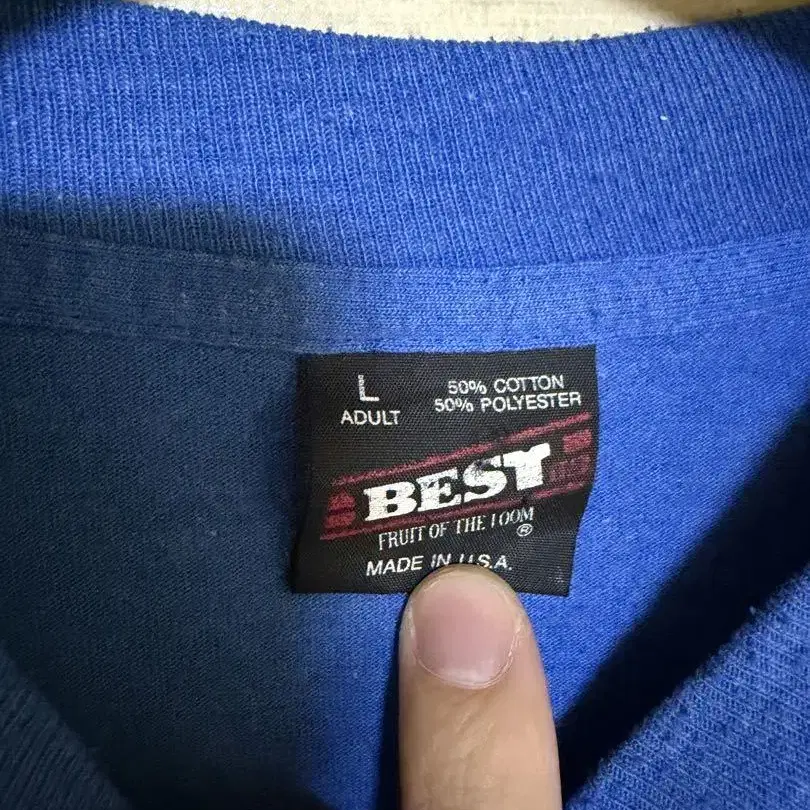 L
ADULT
50% COTTON
50% POLYESTER
BEST
FRUIT OF THE LOOM
®
MADE IN U.S.A.